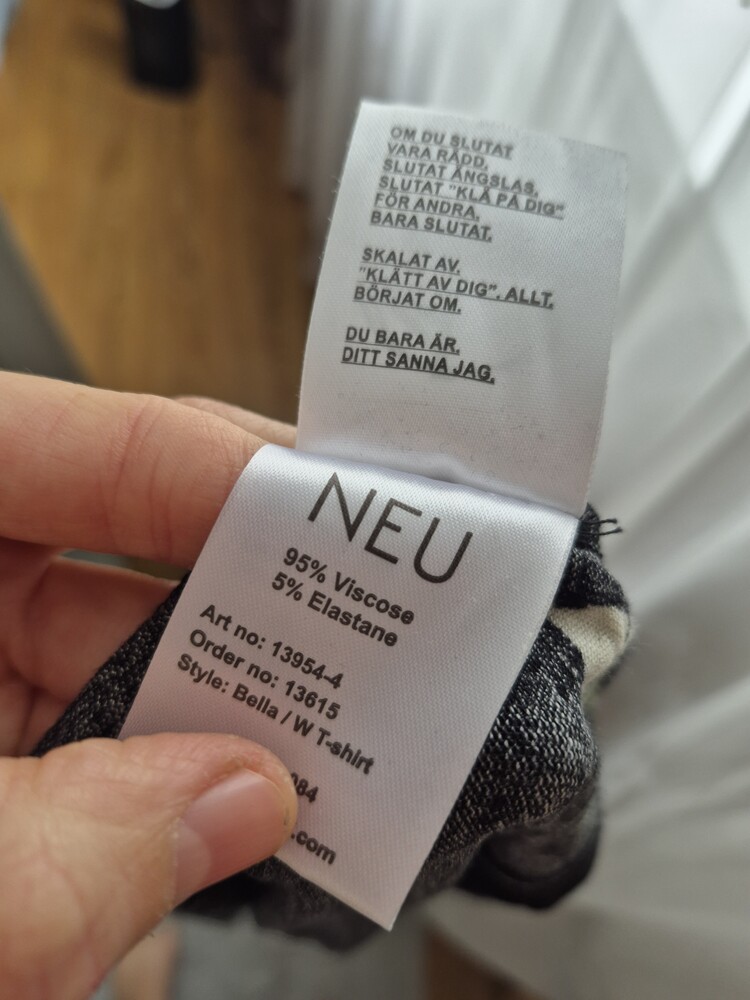 OM DU SLUTAT
VARA RÄDD,
SLUTAT ÄNGSLAS,
SLUTAT "KLÄ PÅ DIG"
FÖR ANDRA,
BARA SLUTAT.
SKALAT AV,
"KLÄTT AV DIG". ALLT.
BÖRJAT OM.
DU BARA ÄR.
DITT SANNA JAG.
NEU
95% Viscose
5% Elastane
Art no: 13954-4
Order no: 13615
Style: Bella / W T-shirt
084
.com